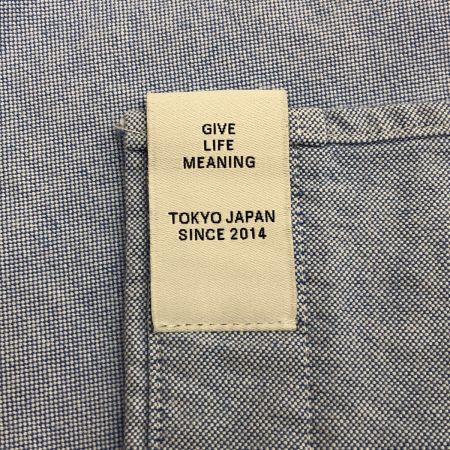 GIVE
LIFE
MEANING
TOKYO JAPAN
SINCE 2014